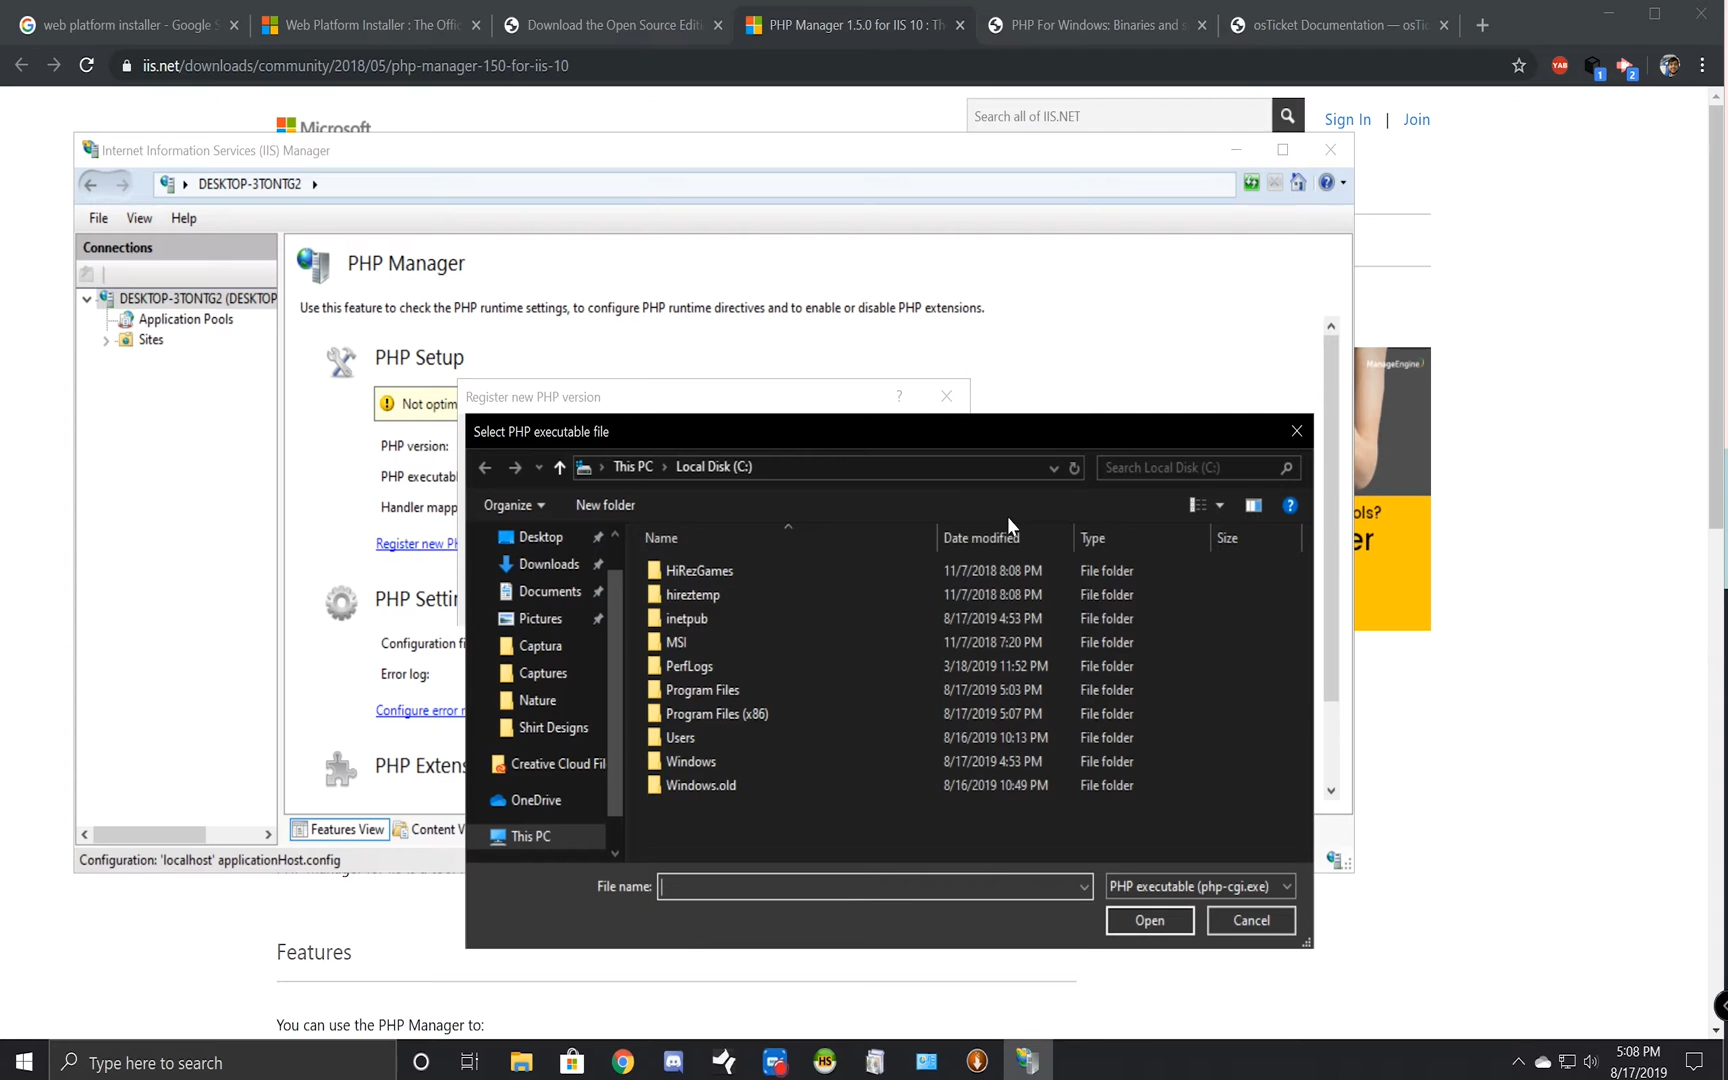 web platform installer - Google S
Web Platform Installer : The Offic
Download the Open Source Editi
PHP Manager 1.5.0 for IIS 10 : Th
PHP For Windows: Binaries and s
osTicket Documentation — osTic
iis.net/downloads/community/2018/05/php-manager-150-for-iis-10
YAB
1
2
Microsoft
Search all of IIS.NET
Sign In | Join
Internet Information Services (IIS) Manager
DESKTOP-3TONTG2
File View Help
Connections
DESKTOP-3TONTG2 (DESKTOP
Application Pools
Sites
PHP Manager
Use this feature to check the PHP runtime settings, to configure PHP runtime directives and to enable or disable PHP extensions.
PHP Setup
Not optim
PHP version:
PHP executabl
Handler mapp
Register new PH
PHP Settin
Configuration fi
Error log:
Configure error r
PHP Extens
Features View
Content V
Configuration: 'localhost' applicationHost.config
Register new PHP version
?
Select PHP executable file
This PC > Local Disk (C:)
Search Local Disk (C:)
Organize
New folder
Name Date modified Type Size
Desktop
Downloads
Documents
Pictures
Captura
Captures
Nature
Shirt Designs
Creative Cloud Fil
OneDrive
This PC
HiRezGames 11/7/2018 8:08 PM File folder
hireztemp 11/7/2018 8:08 PM File folder
inetpub 8/17/2019 4:53 PM File folder
MSI 11/7/2018 7:20 PM File folder
PerfLogs 3/18/2019 11:52 PM File folder
Program Files 8/17/2019 5:03 PM File folder
Program Files (x86) 8/17/2019 5:07 PM File folder
Users 8/16/2019 10:13 PM File folder
Windows 8/17/2019 4:53 PM File folder
Windows.old 8/16/2019 10:49 PM File folder
File name:
PHP executable (php-cgi.exe)
Open
Cancel
ManageEngine
ols?
er
Features
You can use the PHP Manager to:
Type here to search
HS
5:08 PM
8/17/2019